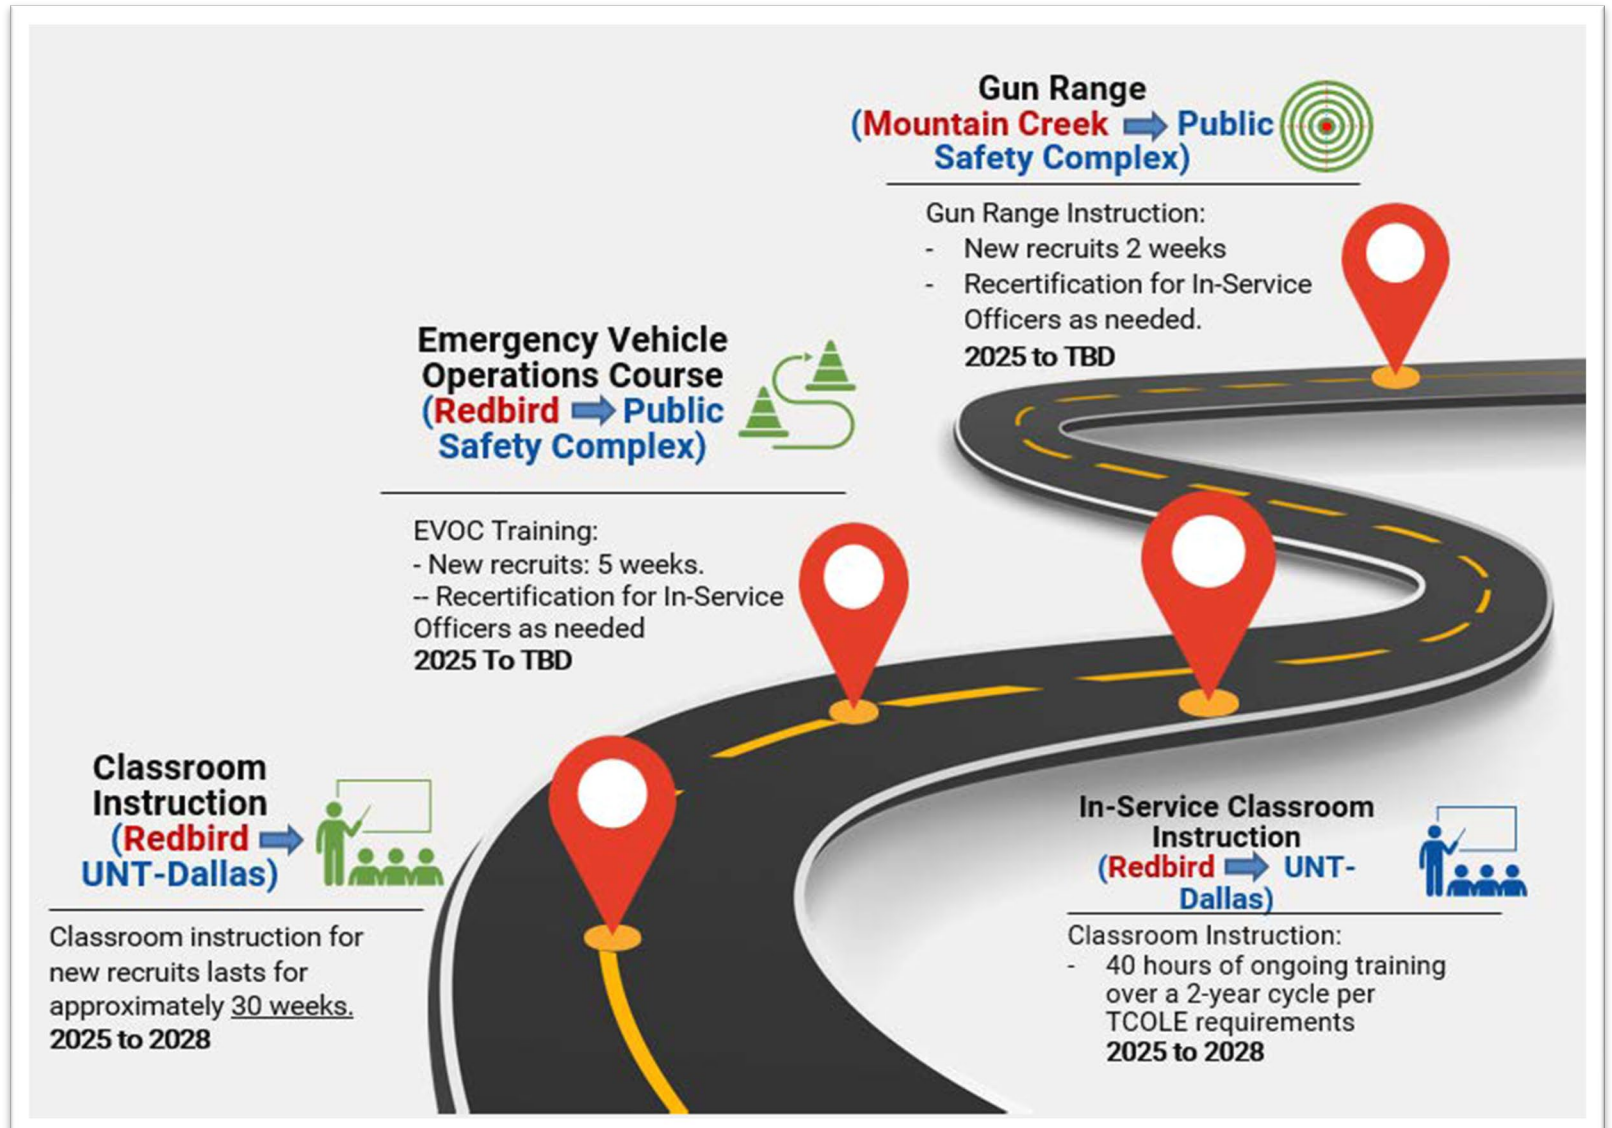 Gun Range
(Mountain Creek Public
Safety Complex)
Gun Range Instruction:
- New recruits 2 weeks
- Recertification for In-Service
Officers as needed.
2025 to TBD
Emergency Vehicle
Operations Course
(Redbird Public
Safety Complex)
EVOC Training:
- New recruits: 5 weeks.
-- Recertification for In-Service
Officers as needed
2025 To TBD
Classroom
Instruction
(Redbird
UNT-Dallas)
Classroom instruction for
new recruits lasts for
approximately 30 weeks.
2025 to 2028
In-Service Classroom
Instruction
(Redbird UNT-
Dallas)
Classroom Instruction:
- 40 hours of ongoing training
over a 2-year cycle per
TCOLE requirements
2025 to 2028